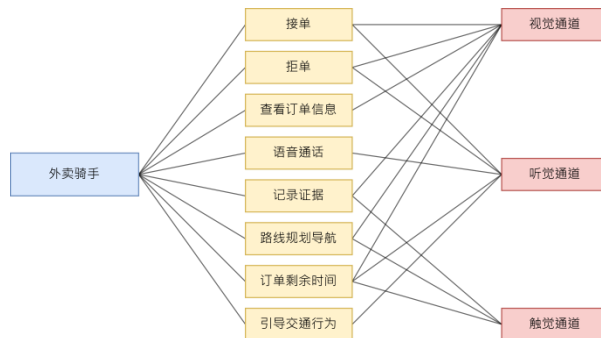 接单
视觉通道
拒单
查看订单信息
语音通话
外卖骑手
听觉通道
记录证据
路线规划导航
订单剩余时间
引导交通行为
触觉通道